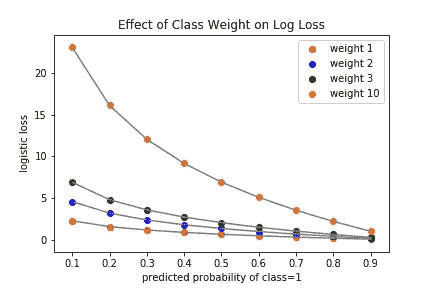 Effect of Class Weight on Log Loss
weight 1
weight 2
weight 3
weight 10
logistic loss
20
15
10
5
0
0.1 0.2 0.3 0.4 0.5 0.6 0.7 0.8 0.9
predicted probability of class=1